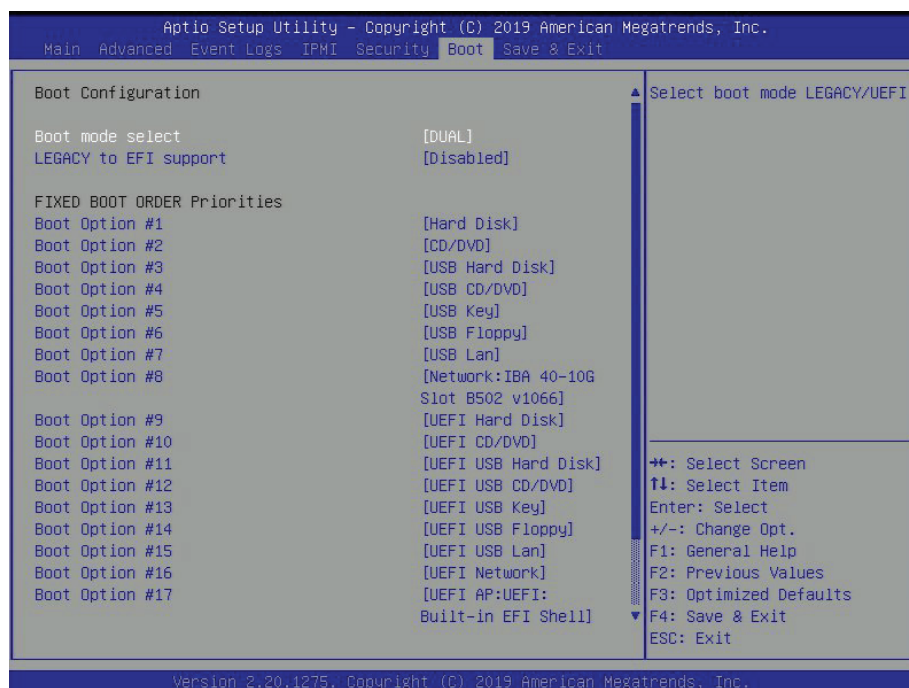 Aptio Setup Utility – Copyright (C) 2019 American Megatrends, Inc.
Main Advanced Event Logs IPMI Security Boot Save & Exit
Boot Configuration
Boot mode select [DUAL]
LEGACY to EFI support [Disabled]
FIXED BOOT ORDER Priorities
Boot Option #1 [Hard Disk]
Boot Option #2 [CD/DVD]
Boot Option #3 [USB Hard Disk]
Boot Option #4 [USB CD/DVD]
Boot Option #5 [USB Key]
Boot Option #6 [USB Floppy]
Boot Option #7 [USB Lan]
Boot Option #8 [Network:IBA 40-10G
Slot B502 v1066]
Boot Option #9 [UEFI Hard Disk]
Boot Option #10 [UEFI CD/DVD]
Boot Option #11 [UEFI USB Hard Disk]
Boot Option #12 [UEFI USB CD/DVD]
Boot Option #13 [UEFI USB Key]
Boot Option #14 [UEFI USB Floppy]
Boot Option #15 [UEFI USB Lan]
Boot Option #16 [UEFI Network]
Boot Option #17 [UEFI AP:UEFI:
Built-in EFI Shell]
Select boot mode LEGACY/UEFI
→←: Select Screen
↑↓: Select Item
Enter: Select
+/-: Change Opt.
F1: General Help
F2: Previous Values
F3: Optimized Defaults
F4: Save & Exit
ESC: Exit
Version 2.20.1275. Copyright (C) 2019 American Megatrends, Inc.